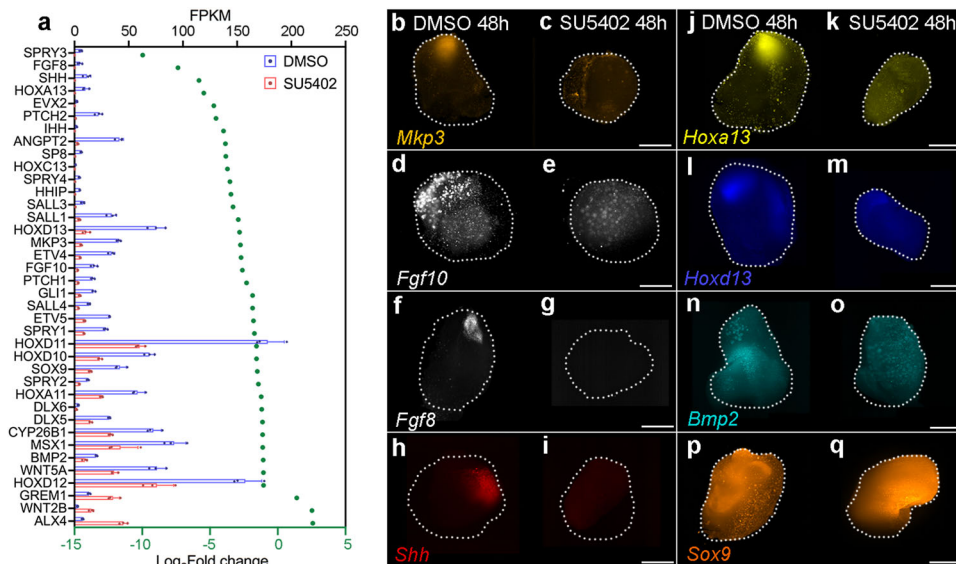 a
FPKM
0 50 100 150 200 250
DMSO
SU5402
SPRY3
FGF8
SHH
HOXA13
EVX2
PTCH2
IHH
ANGPT2
SP8
HOXC13
SPRY4
HHIP
SALL3
SALL1
HOXD13
MKP3
ETV4
FGF10
PTCH1
GLI1
SALL4
ETV5
SPRY1
HOXD11
HOXD10
SOX9
SPRY2
HOXA11
DLX6
DLX5
CYP26B1
MSX1
BMP2
WNT5A
HOXD12
GREM1
WNT2B
ALX4
-15 -10 -5 0 5
Log-Fold change
b DMSO 48h c SU5402 48h
Mkp3
d e
Fgf10
f g
Fgf8
h i
Shh
j DMSO 48h k SU5402 48h
Hoxa13
l m
Hoxd13
n o
Bmp2
p q
Sox9